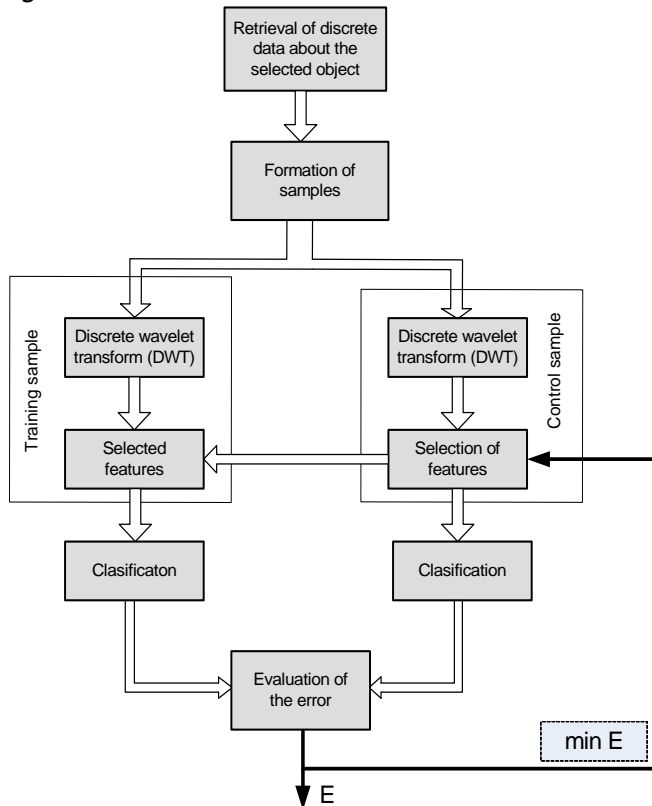 Retrieval of discrete
data about the
selected object
Formation of
samples
Training sample
Discrete wavelet
transform (DWT)
Discrete wavelet
transform (DWT)
Control sample
Selected
features
Selection of
features
Clasificaton
Clasification
Evaluation of
the error
min E
E